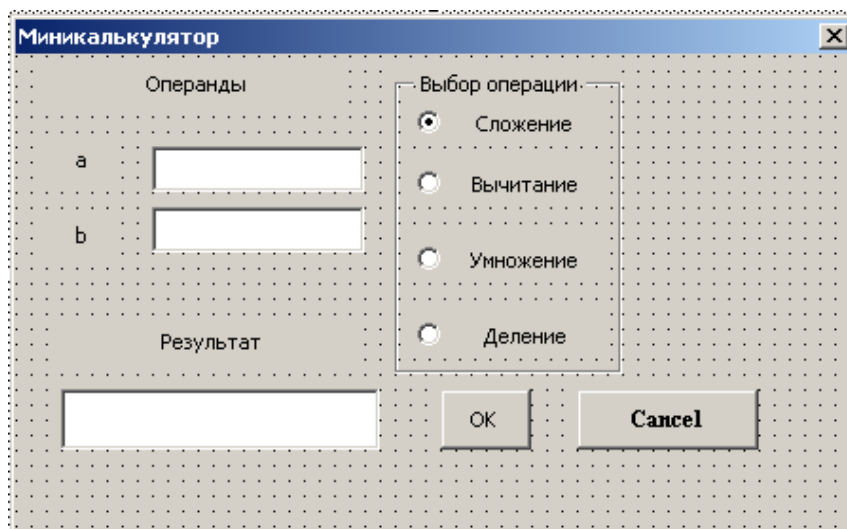 Миникалькулятор
Операнды
Выбор операции
Сложение
a
Вычитание
b
Умножение
Результат
Деление
OK
Cancel